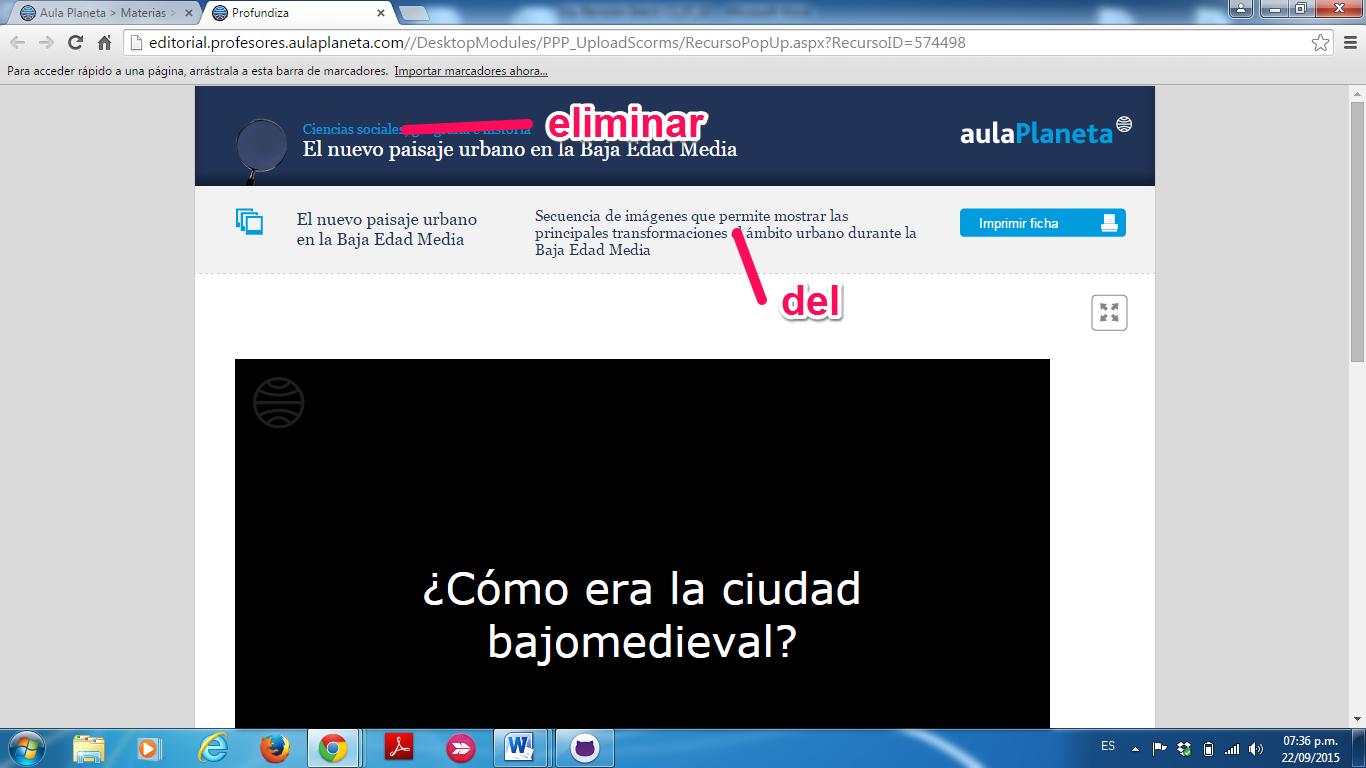 Aula Planeta > Materias >
Profundiza
editorial.profesores.aulaplaneta.com//DesktopModules/PPP_UploadScorms/RecursoPopUp.aspx?RecursoID=574498
Para acceder rápido a una página, arrástrala a esta barra de marcadores. Importar marcadores ahora...
Ciencias sociales, geografía e historia
eliminar
El nuevo paisaje urbano en la Baja Edad Media
aulaPlaneta
El nuevo paisaje urbano
en la Baja Edad Media
Secuencia de imágenes que permite mostrar las
principales transformaciones el ámbito urbano durante la
Baja Edad Media
Imprimir ficha
del
¿Cómo era la ciudad
bajomedieval?
ES
07:36 p.m.
22/09/2015